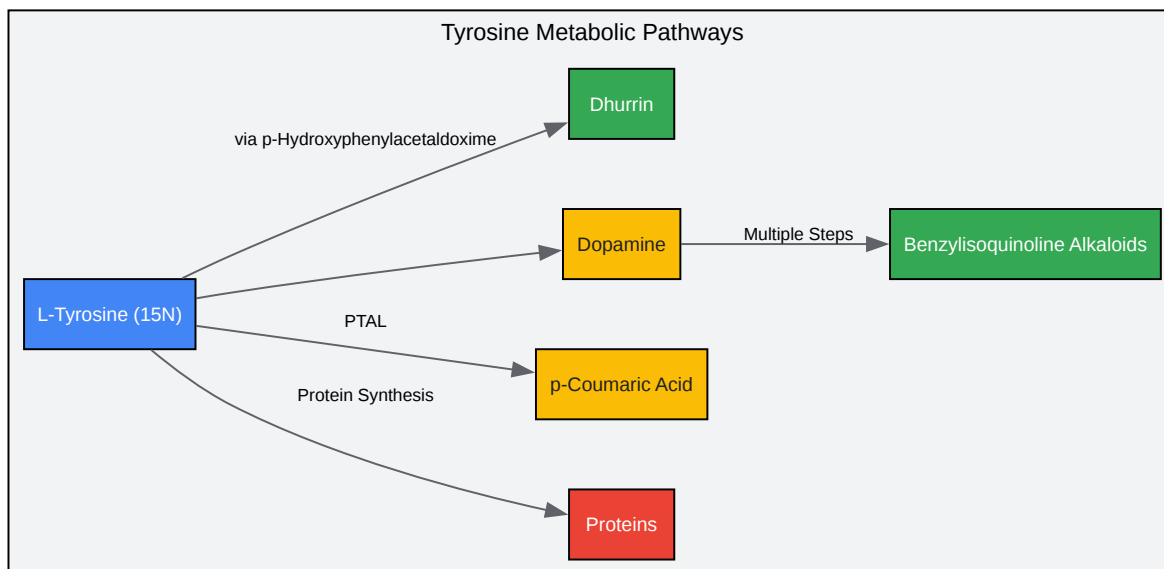 Tyrosine Metabolic Pathways
Dhurrin
via p-Hydroxyphenylacetaldoxime
Dopamine
Multiple Steps
Benzylisoquinoline Alkaloids
L-Tyrosine (15N)
PTAL
p-Coumaric Acid
Protein Synthesis
Proteins